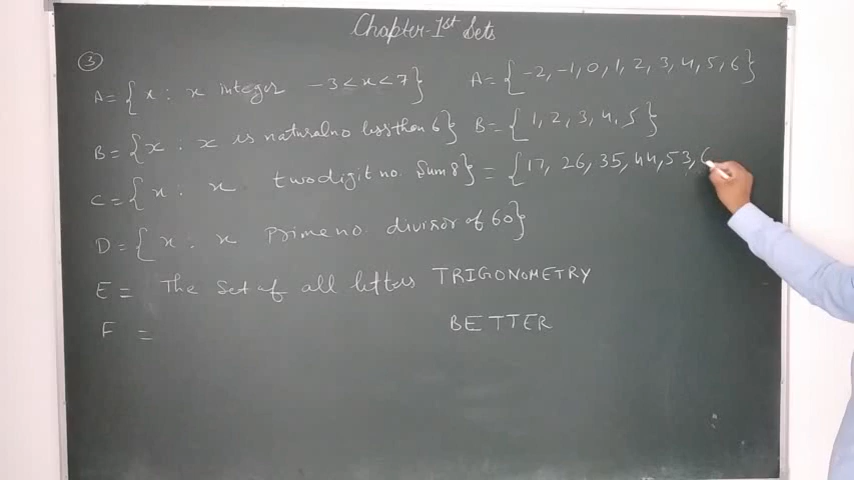 Chapter-1st Sets
3
A = { x : x integer -3 < x < 7 } A = { -2, -1, 0, 1, 2, 3, 4, 5, 6 }
B = { x : x is natural no less then 6 } B = { 1, 2, 3, 4, 5 }
C = { x : x two digit no. Sum 8 } = { 17, 26, 35, 44, 53, 6
D = { x : x prime no. divisor of 60 }
E = The set of all letters TRIGONOMETRY
F = BETTER